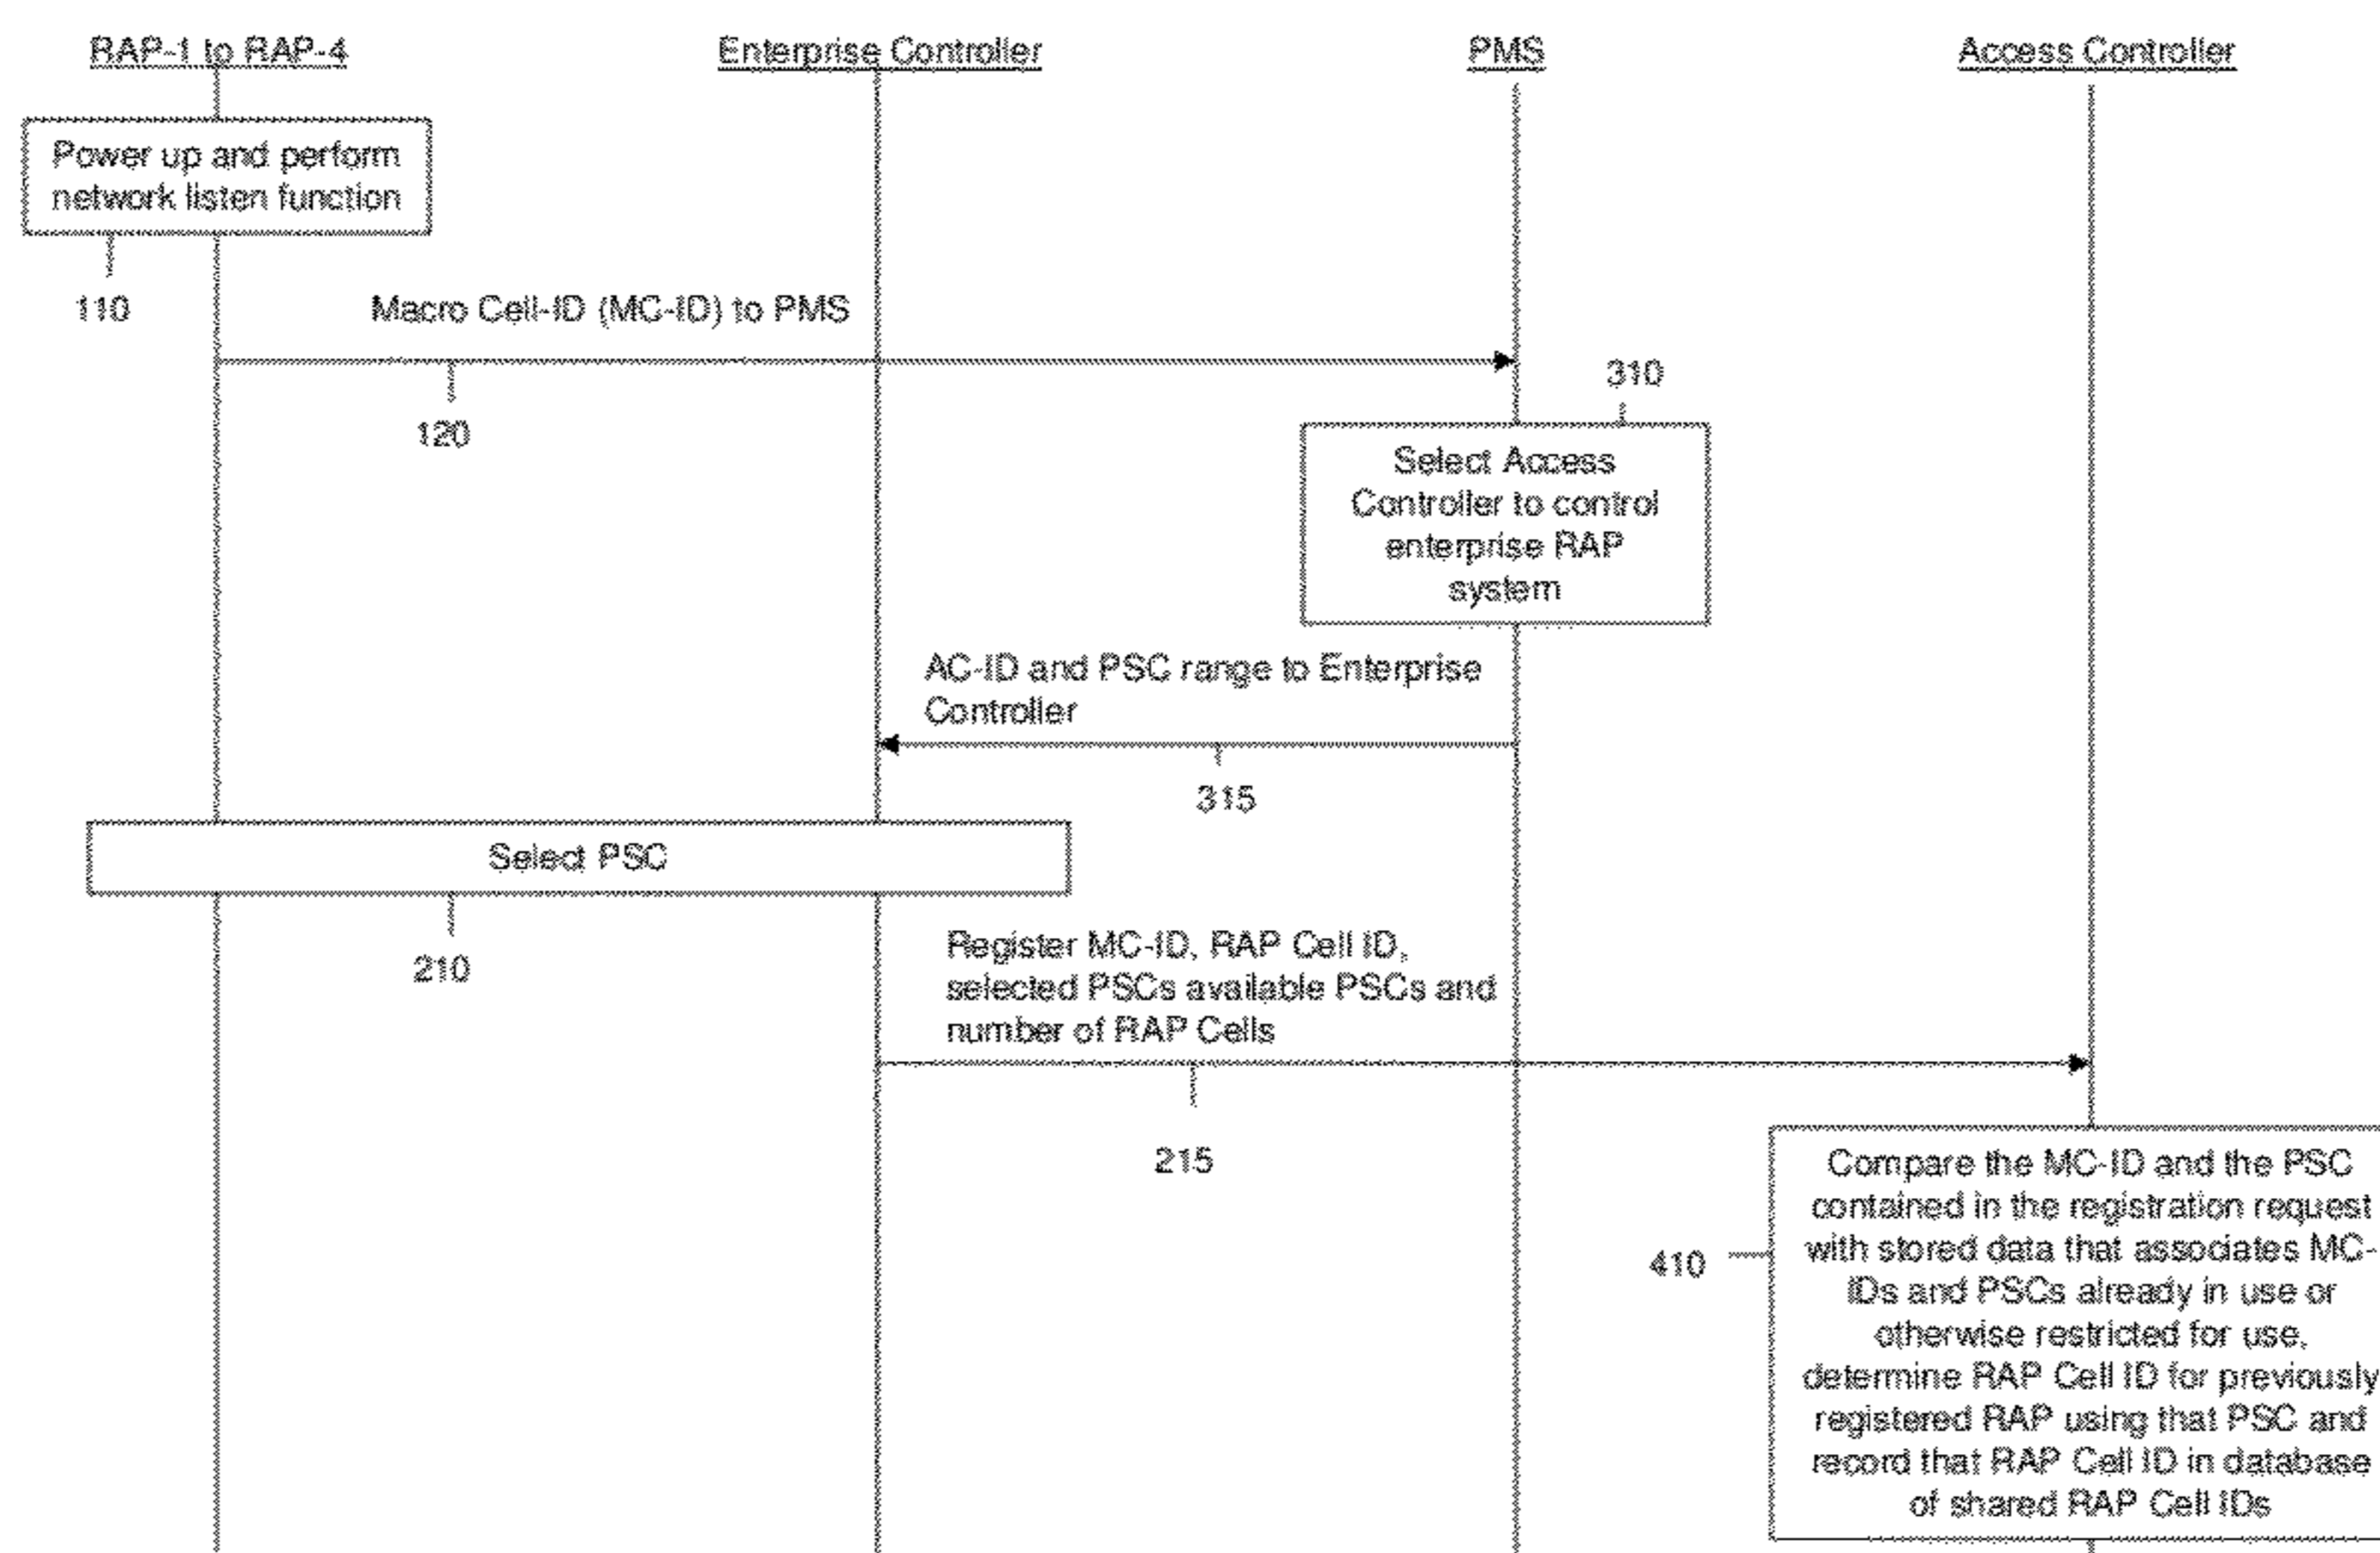 RAP-1 to RAP-4
Enterprise Controller
PMS
Access Controller
Power up and perform
network listen function
110
Macro Cell-ID (MC-ID) to PMS
120
310
Select Access
Controller to control
enterprise RAP
system
AC-ID and PSC range to Enterprise
Controller
315
Select PSC
210
Register MC-ID, RAP Cell ID,
selected PSCs available PSCs and
number of RAP Cells
215
410
Compare the MC-ID and the PSC
contained in the registration request
with stored data that associates MC-
IDs and PSCs already in use or
otherwise restricted for use,
determine RAP Cell ID for previously
registered RAP using that PSC and
record that RAP Cell ID in database
of shared RAP Cell IDs